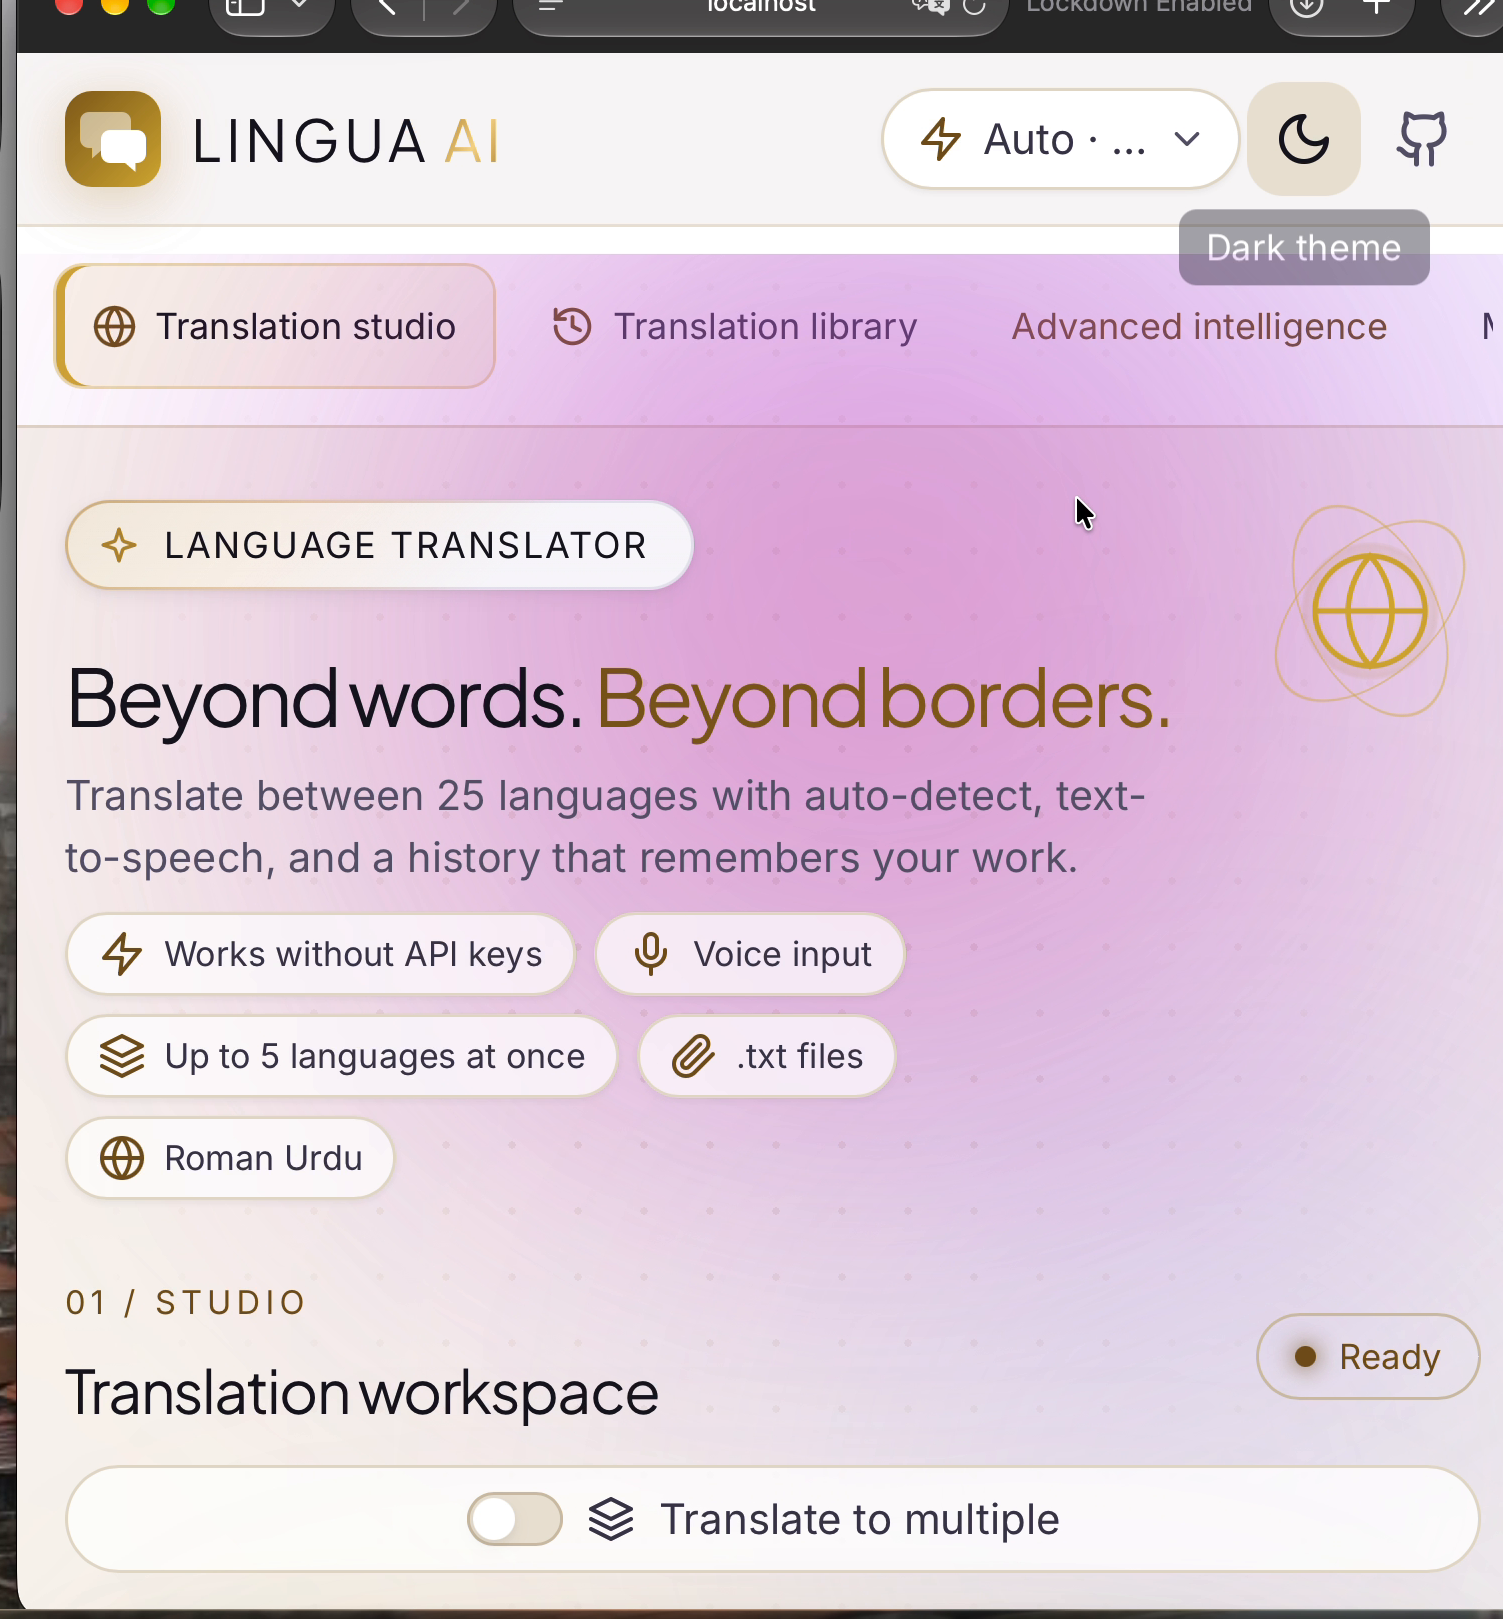 localhost
Lockdown Enabled
LINGUA AI
Auto · ...
Dark theme
Translation studio
Translation library
Advanced intelligence
LANGUAGE TRANSLATOR
Beyond words. Beyond borders.
Translate between 25 languages with auto-detect, text-
to-speech, and a history that remembers your work.
Works without API keys
Voice input
Up to 5 languages at once
.txt files
Roman Urdu
01 / STUDIO
Ready
Translation workspace
Translate to multiple